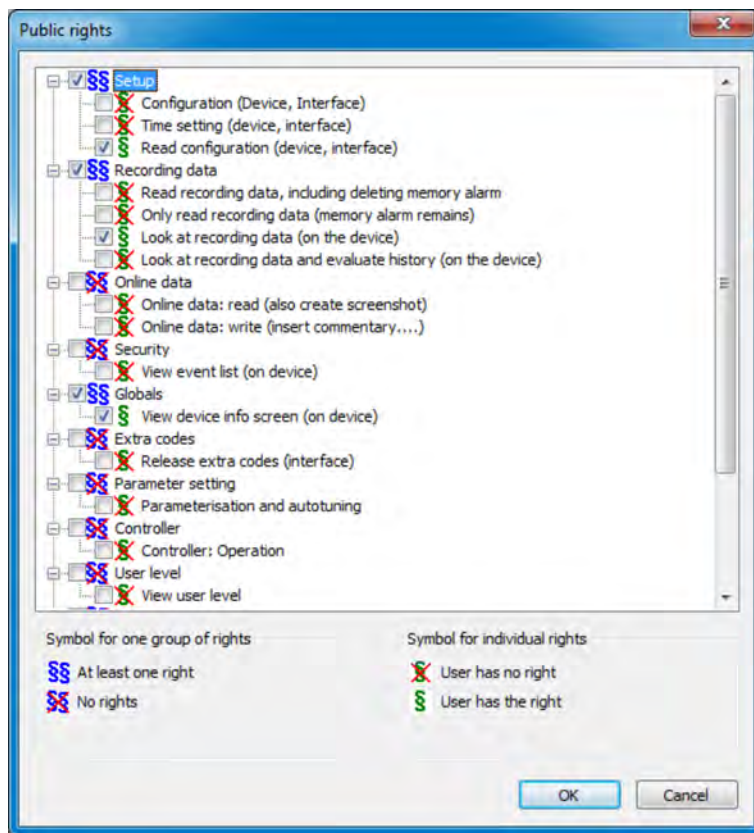 Public rights
§§ Setup
§ Configuration (Device, Interface)
§ Time setting (device, interface)
§ Read configuration (device, interface)
§§ Recording data
§ Read recording data, including deleting memory alarm
§ Only read recording data (memory alarm remains)
§ Look at recording data (on the device)
§ Look at recording data and evaluate history (on the device)
§§ Online data
§ Online data: read (also create screenshot)
§ Online data: write (insert commentary....)
§§ Security
§ View event list (on device)
§§ Globals
§ View device info screen (on device)
§§ Extra codes
§ Release extra codes (interface)
§§ Parameter setting
§ Parameterisation and autotuning
§§ Controller
§ Controller: Operation
§§ User level
§ View user level
Symbol for one group of rights
§§ At least one right
§§ No rights
Symbol for individual rights
§ User has no right
§ User has the right
OK
Cancel